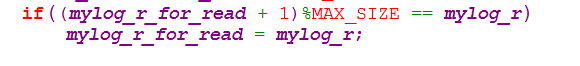 if((mylog_r_for_read + 1)%MAX_SIZE == mylog_r)
mylog_r_for_read = mylog_r;